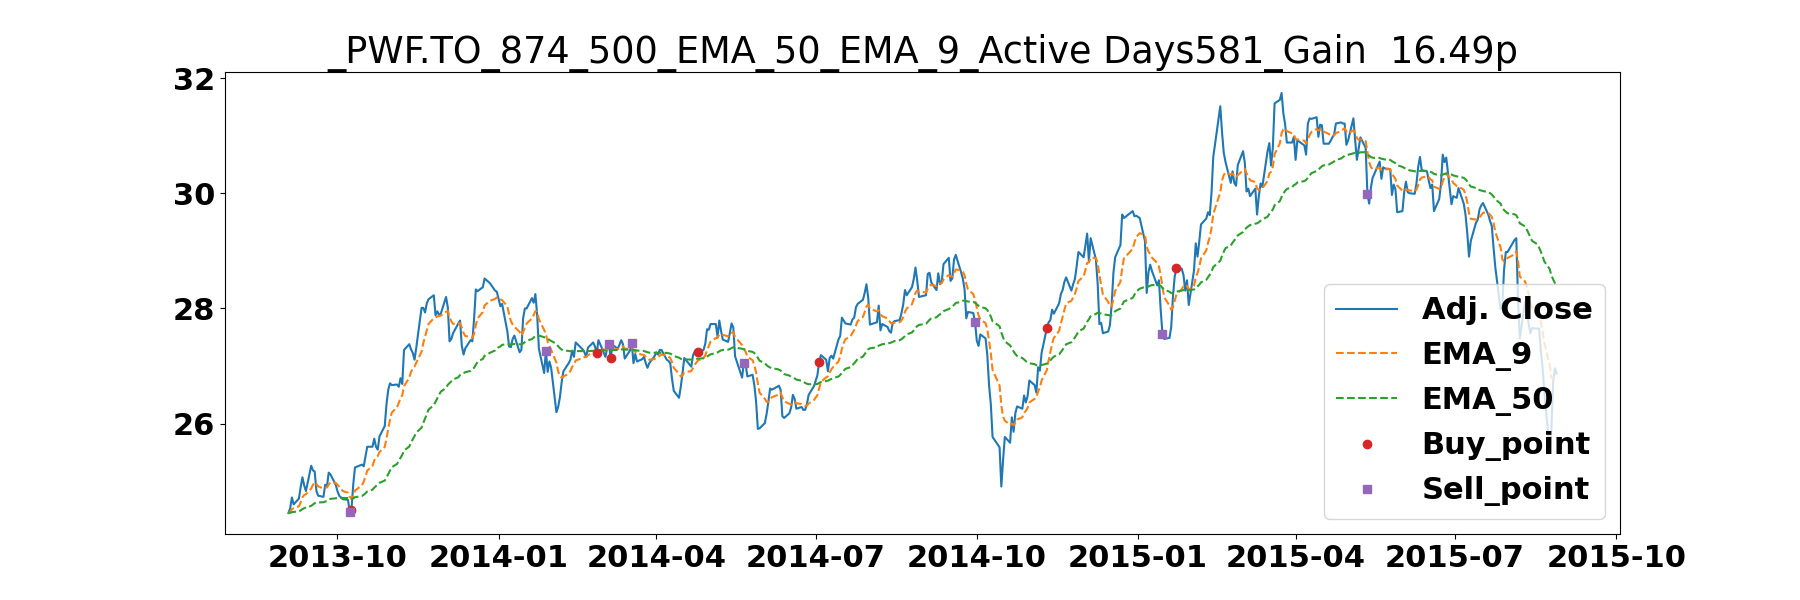 _PWF.TO_874_500_EMA_50_EMA_9_Active Days581_Gain  16.49p
32
30
28
26
2013-10 2014-01 2014-04 2014-07 2014-10 2015-01 2015-04 2015-07 2015-10
Adj. Close
EMA_9
EMA_50
Buy_point
Sell_point